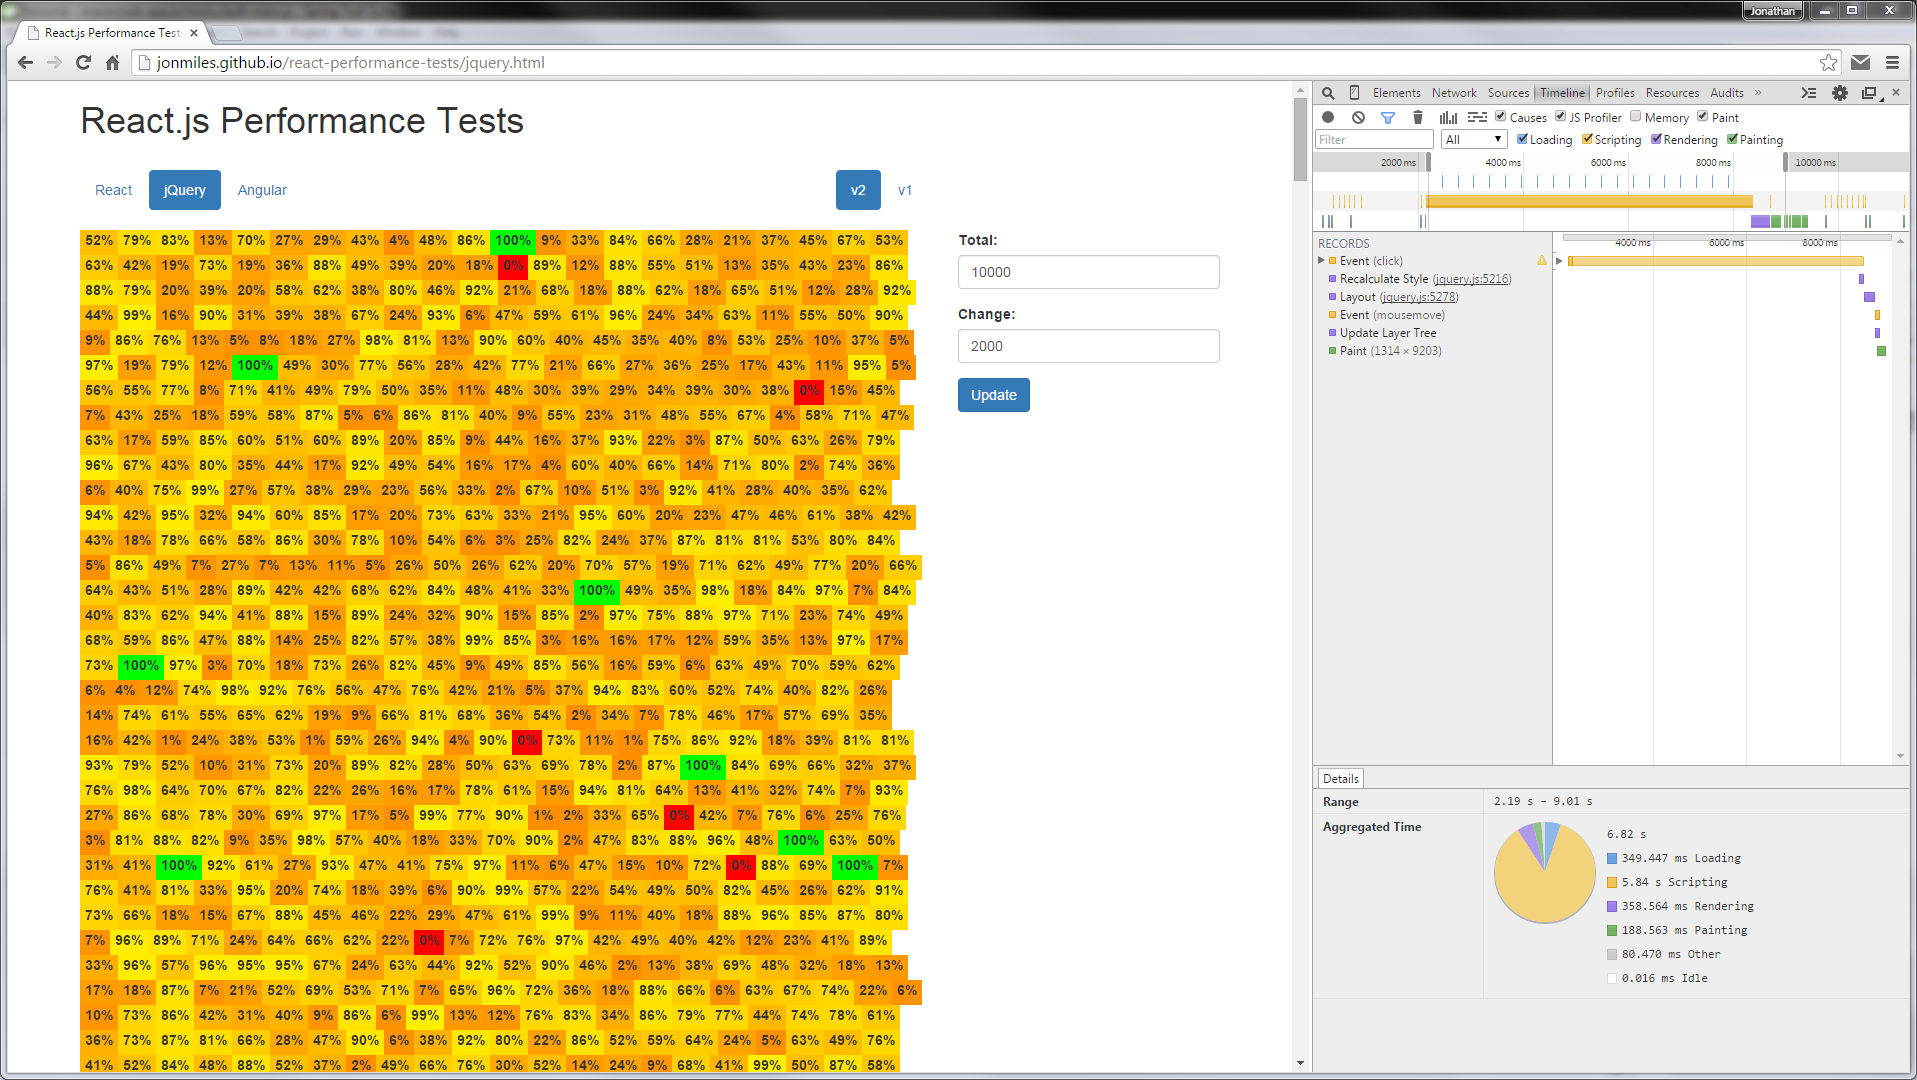 Jonathan
React.js Performance Test
jonmiles.github.io/react-performance-tests/jquery.html
React.js Performance Tests
React jQuery Angular v2 v1
52% 79% 83% 13% 70% 27% 29% 43% 4% 48% 86% 100% 9% 33% 84% 66% 28% 21% 37% 45% 67% 53%
63% 42% 19% 73% 19% 36% 88% 49% 39% 20% 18% 0% 89% 12% 88% 55% 51% 13% 35% 43% 23% 86%
88% 79% 20% 39% 20% 58% 62% 38% 80% 46% 92% 21% 68% 18% 88% 62% 18% 65% 51% 12% 28% 92%
44% 99% 16% 90% 31% 39% 38% 67% 24% 93% 6% 47% 59% 61% 96% 24% 34% 63% 11% 55% 50% 90%
9% 86% 76% 13% 5% 8% 18% 27% 98% 81% 13% 90% 60% 40% 45% 35% 40% 8% 53% 25% 10% 37% 5%
97% 19% 79% 12% 100% 49% 30% 77% 56% 28% 42% 77% 21% 66% 27% 36% 25% 17% 43% 11% 95% 5%
56% 55% 77% 8% 71% 41% 49% 79% 50% 35% 11% 48% 30% 39% 29% 34% 39% 30% 38% 0% 15% 45%
7% 43% 25% 18% 59% 58% 87% 5% 6% 86% 81% 40% 9% 55% 23% 31% 48% 55% 67% 4% 58% 71% 47%
63% 17% 59% 85% 60% 51% 60% 89% 20% 85% 9% 44% 16% 37% 93% 22% 3% 87% 50% 63% 26% 79%
96% 67% 43% 80% 35% 44% 17% 92% 49% 54% 16% 17% 4% 60% 40% 66% 14% 71% 80% 2% 74% 36%
6% 40% 75% 99% 27% 57% 38% 29% 23% 56% 33% 2% 67% 10% 51% 3% 92% 41% 28% 40% 35% 62%
94% 42% 95% 32% 94% 60% 85% 17% 20% 73% 63% 33% 21% 95% 60% 20% 23% 47% 46% 61% 38% 42%
43% 18% 78% 66% 58% 86% 30% 78% 10% 54% 6% 3% 25% 82% 24% 37% 87% 81% 81% 53% 80% 84%
5% 86% 49% 7% 27% 7% 13% 11% 5% 26% 50% 26% 62% 20% 70% 57% 19% 71% 62% 49% 77% 20% 66%
64% 43% 51% 28% 89% 42% 42% 68% 62% 84% 48% 41% 33% 100% 49% 35% 98% 18% 84% 97% 7% 84%
40% 83% 62% 94% 41% 88% 15% 89% 24% 32% 90% 15% 85% 2% 97% 75% 88% 97% 71% 23% 74% 49%
68% 59% 86% 47% 88% 14% 25% 82% 57% 38% 99% 85% 3% 16% 16% 17% 12% 59% 35% 13% 97% 17%
73% 100% 97% 3% 70% 18% 73% 26% 82% 45% 9% 49% 85% 56% 16% 59% 6% 63% 49% 70% 59% 62%
6% 4% 12% 74% 98% 92% 76% 56% 47% 76% 42% 21% 5% 37% 94% 83% 60% 52% 74% 40% 82% 26%
14% 74% 61% 55% 65% 62% 19% 9% 66% 81% 68% 36% 54% 2% 34% 7% 78% 46% 17% 57% 69% 35%
16% 42% 1% 24% 38% 53% 1% 59% 26% 94% 4% 90% 0% 73% 11% 1% 75% 86% 92% 18% 39% 81% 81%
93% 79% 52% 10% 31% 73% 20% 89% 82% 28% 50% 63% 69% 78% 2% 87% 100% 84% 69% 66% 32% 37%
76% 98% 64% 70% 67% 82% 22% 26% 16% 17% 78% 61% 15% 94% 81% 64% 13% 41% 32% 74% 7% 93%
27% 86% 68% 78% 30% 69% 97% 17% 5% 99% 77% 90% 1% 2% 33% 65% 0% 42% 7% 76% 6% 25% 76%
3% 81% 88% 82% 9% 35% 98% 57% 40% 18% 33% 70% 90% 2% 47% 83% 88% 96% 48% 100% 63% 50%
31% 41% 100% 92% 61% 27% 93% 47% 41% 75% 97% 11% 6% 47% 15% 10% 72% 0% 88% 69% 100% 7%
76% 41% 81% 33% 95% 20% 74% 18% 39% 6% 90% 99% 57% 22% 54% 49% 50% 82% 45% 26% 62% 91%
73% 66% 18% 15% 67% 88% 45% 46% 22% 29% 47% 61% 99% 9% 11% 40% 18% 88% 96% 85% 87% 80%
7% 96% 89% 71% 24% 64% 66% 62% 22% 0% 7% 72% 76% 97% 42% 49% 40% 42% 12% 23% 41% 89%
33% 96% 57% 96% 95% 95% 67% 24% 63% 44% 92% 52% 90% 46% 2% 13% 38% 69% 48% 32% 18% 13%
17% 18% 87% 7% 21% 52% 69% 53% 71% 7% 65% 96% 72% 36% 18% 88% 66% 6% 63% 67% 74% 22% 6%
10% 73% 86% 42% 31% 40% 9% 86% 6% 99% 13% 12% 76% 83% 34% 86% 79% 77% 44% 74% 78% 61%
36% 73% 87% 81% 66% 28% 47% 90% 6% 38% 92% 80% 22% 86% 52% 59% 64% 24% 5% 63% 49% 76%
41% 52% 84% 48% 88% 52% 37% 2% 49% 66% 76% 30% 52% 14% 24% 9% 68% 41% 99% 50% 87% 58%
Total:
10000
Change:
2000
Update
Elements Network Sources Timeline Profiles Resources Audits »
Causes JS Profiler Memory Paint
Filter All Loading Scripting Rendering Painting
2000 ms 4000 ms 6000 ms 8000 ms 10000 ms
RECORDS 4000 ms 6000 ms 8000 ms
Event (click)
Recalculate Style (jquery.js:5216)
Layout (jquery.js:5278)
Event (mousemove)
Update Layer Tree
Paint (1314 × 9203)
Details
Range 2.19 s – 9.01 s
Aggregated Time
6.82 s
349.447 ms Loading
5.84 s Scripting
358.564 ms Rendering
188.563 ms Painting
80.470 ms Other
0.016 ms Idle